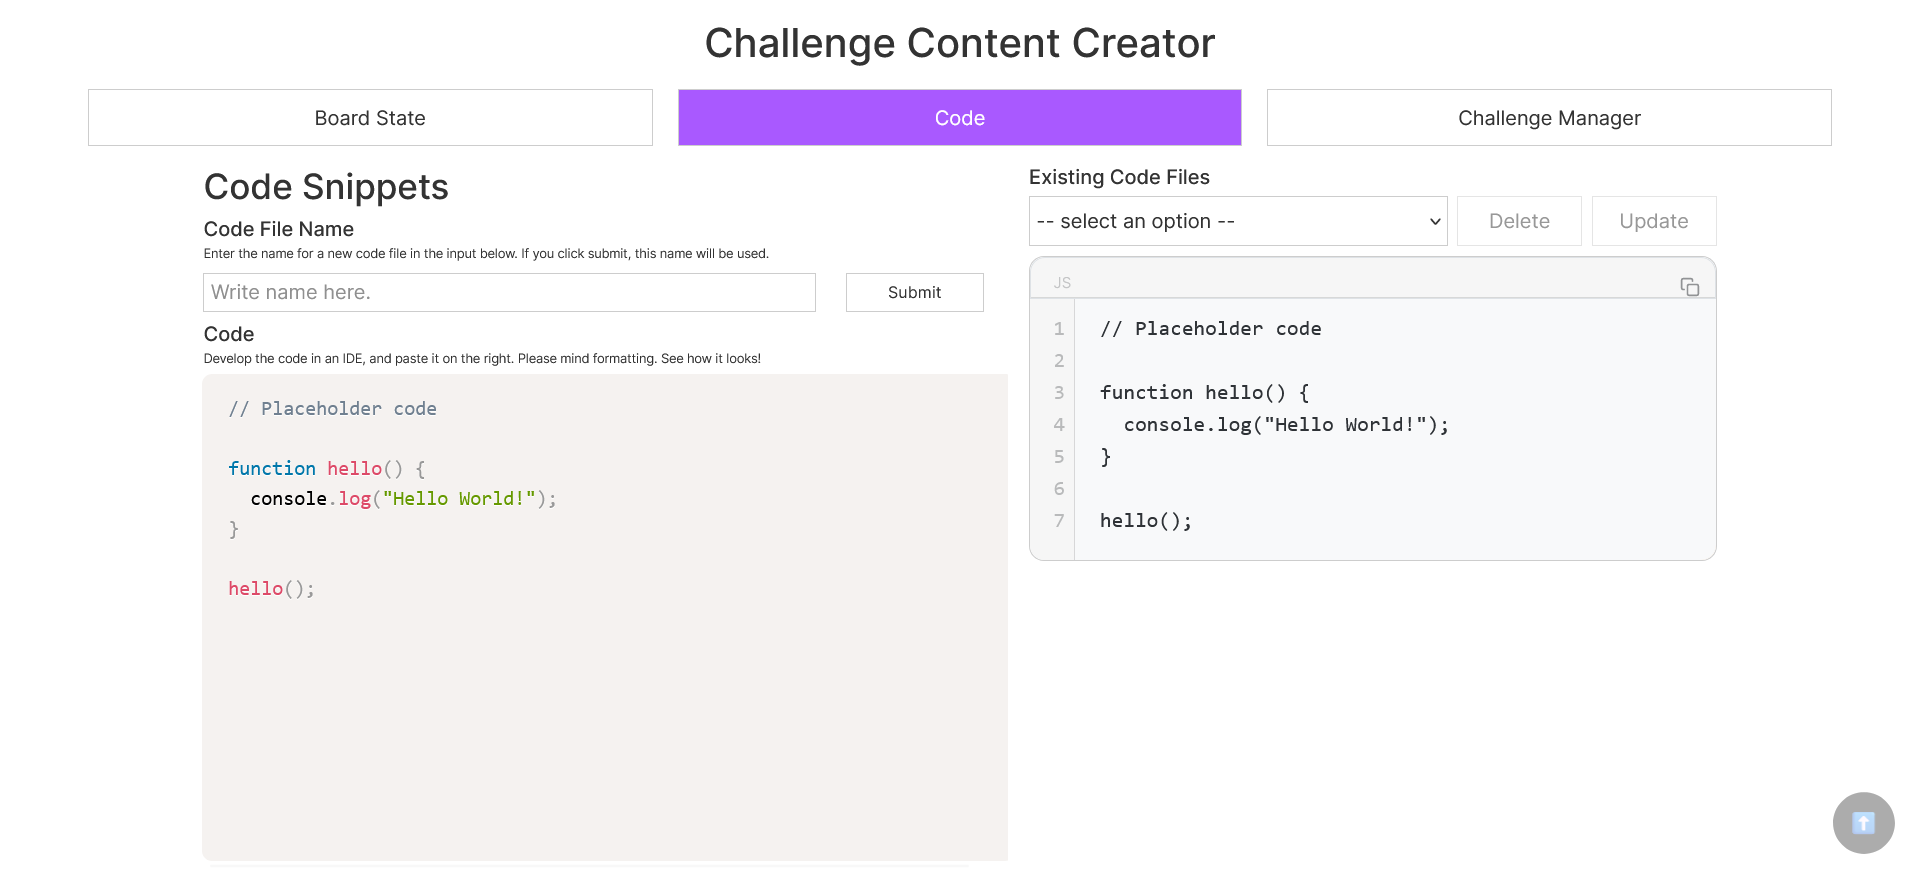 Challenge Content Creator
Board State
Code
Challenge Manager
Code Snippets
Code File Name
Enter the name for a new code file in the input below. If you click submit, this name will be used.
Write name here.
Submit
Code
Develop the code in an IDE, and paste it on the right. Please mind formatting. See how it looks!
// Placeholder code
function hello() {
  console.log("Hello World!");
}
hello();
Existing Code Files
-- select an option --
Delete
Update
JS
1 // Placeholder code
2
3 function hello() {
4   console.log("Hello World!");
5 }
6
7 hello();